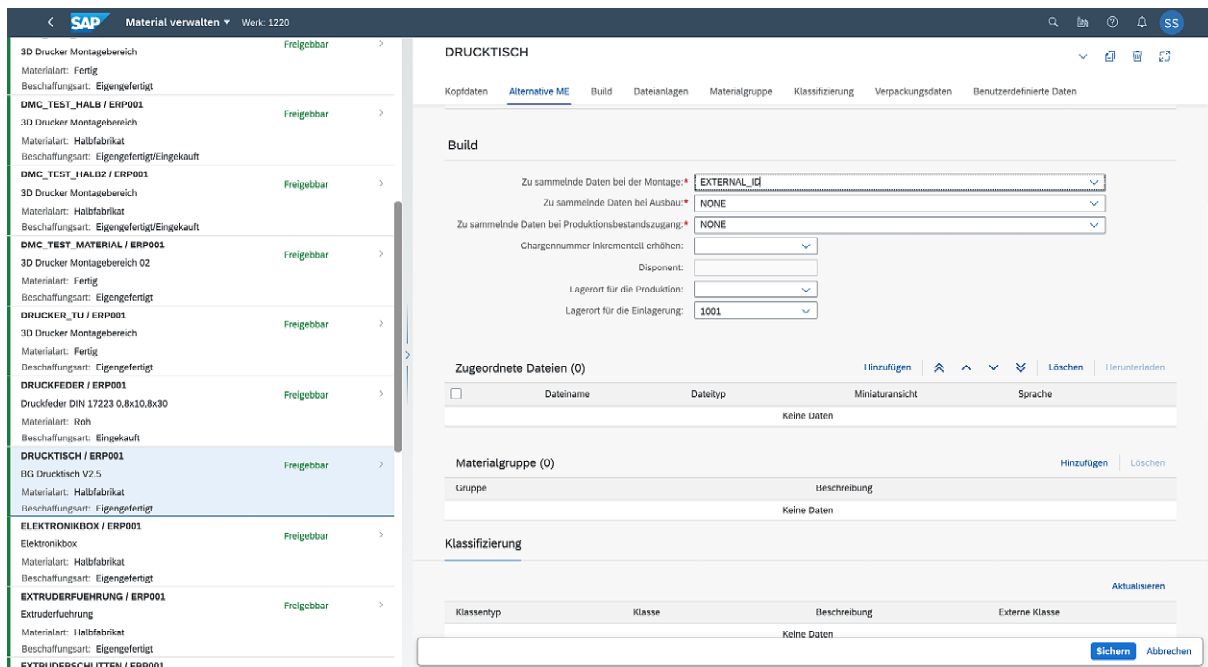 SAP Material verwalten Werk: 1220 SS
3D Drucker Montagebereich
Freigebbar
Materialart: Fertig
Beschaffungsart: Eigengefertigt
DMC_TEST_HALB / ERP001
3D Drucker Montagebereich
Freigebbar
Materialart: Halbfabrikat
Beschaffungsart: Eigengefertigt/Eingekauft
DMC_TEST_HALB2 / ERP001
3D Drucker Montagebereich
Freigebbar
Materialart: Halbfabrikat
Beschaffungsart: Eigengefertigt/Eingekauft
DMC_TEST_MATERIAL / ERP001
3D Drucker Montagebereich 02
Freigebbar
Materialart: Fertig
Beschaffungsart: Eigengefertigt
DRUCKER_TU / ERP001
3D Drucker Montagebereich
Freigebbar
Materialart: Fertig
Beschaffungsart: Eigengefertigt
DRUCKFEDER / ERP001
Druckfeder DIN 17223 0,8x10,8x30
Freigebbar
Materialart: Roh
Beschaffungsart: Eingekauft
DRUCKTISCH / ERP001
BG Drucktisch V2.5
Freigebbar
Materialart: Halbfabrikat
Beschaffungsart: Eigengefertigt
ELEKTRONIKBOX / ERP001
Elektronikbox
Freigebbar
Materialart: Halbfabrikat
Beschaffungsart: Eigengefertigt
EXTRUDERFUEHRUNG / ERP001
Extruderfuehrung
Freigebbar
Materialart: Halbfabrikat
Beschaffungsart: Eigengefertigt
EXTRUDERSCHLITTEN / ERP001
DRUCKTISCH
Kopfdaten Alternative ME Build Dateianlagen Materialgruppe Klassifizierung Verpackungsdaten Benutzerdefinierte Daten
Build
Zu sammelnde Daten bei der Montage:* EXTERNAL_ID
Zu sammelnde Daten bei Ausbau:* NONE
Zu sammelnde Daten bei Produktionsbestandszugang:* NONE
Chargennummer inkrementell erhöhen:
Disponent:
Lagerort für die Produktion:
Lagerort für die Einlagerung: 1001
Zugeordnete Dateien (0) Hinzufügen Löschen Herunterladen
Dateiname Dateityp Miniaturansicht Sprache
Keine Daten
Materialgruppe (0) Hinzufügen Löschen
Gruppe Beschreibung
Keine Daten
Klassifizierung
Aktualisieren
Klassentyp Klasse Beschreibung Externe Klasse
Keine Daten
Sichern Abbrechen